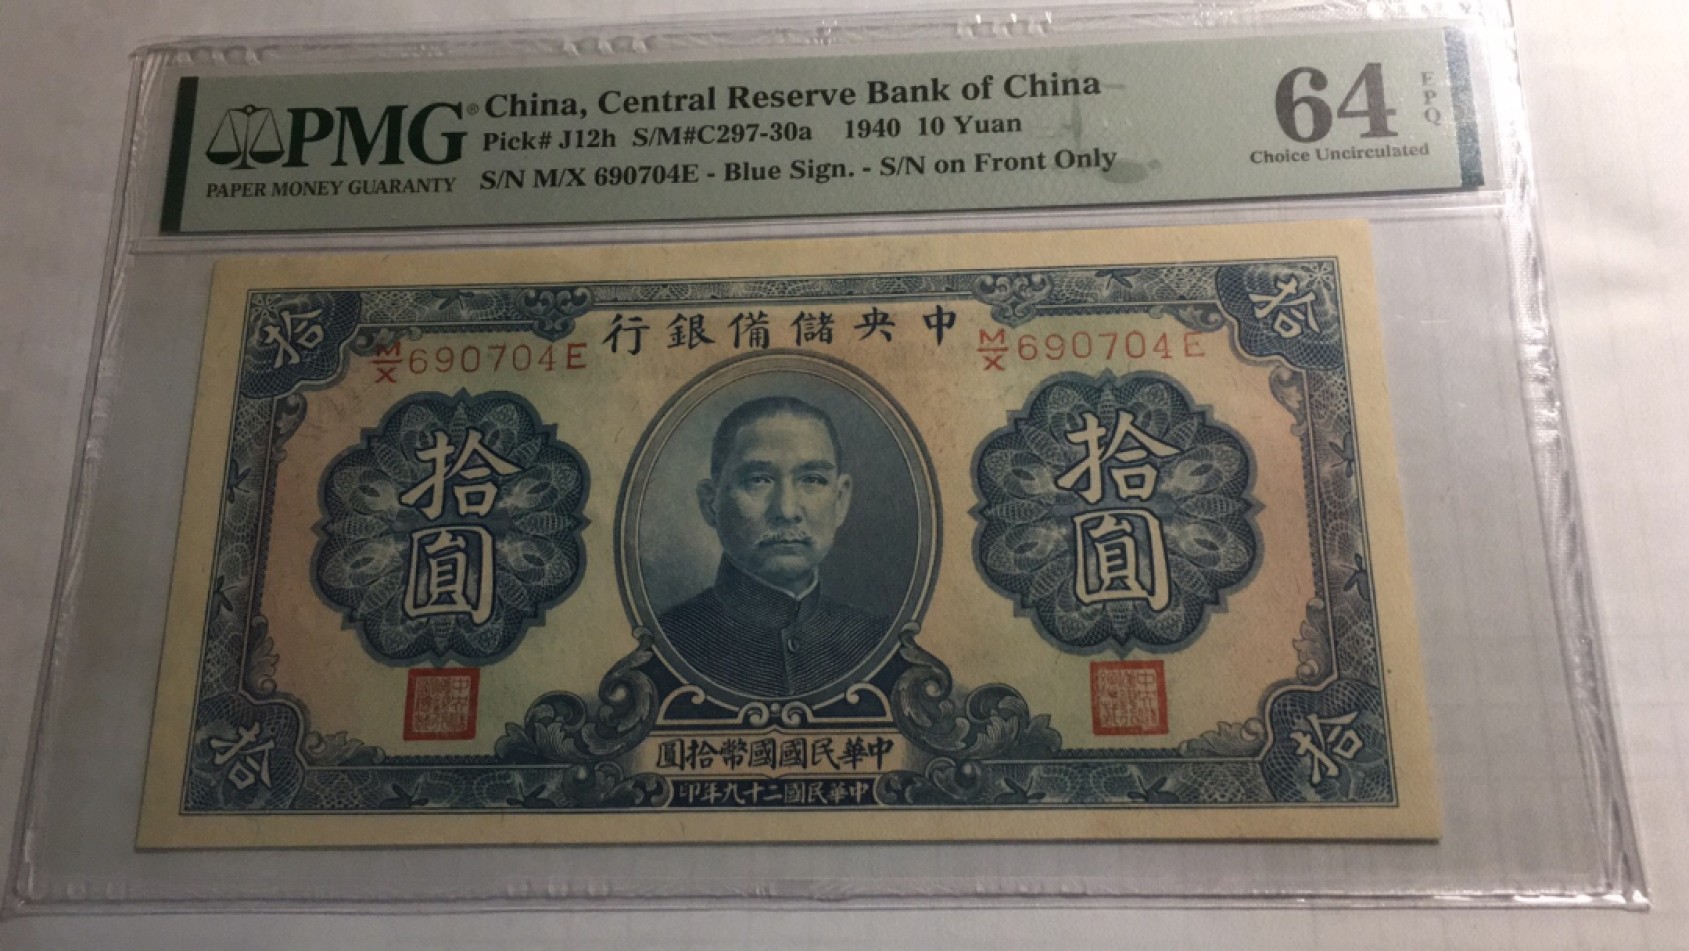 PMG®
PAPER MONEY GUARANTY
China, Central Reserve Bank of China
Pick# J12h S/M#C297-30a 1940 10 Yuan
S/N M/X 690704E - Blue Sign. - S/N on Front Only
64
EPQ
Choice Uncirculated
中央儲備銀行
拾
拾
M/X 690704E
M/X 690704E
拾圓
拾圓
中華民國國幣拾圓
中華民國二十九年印
拾
拾